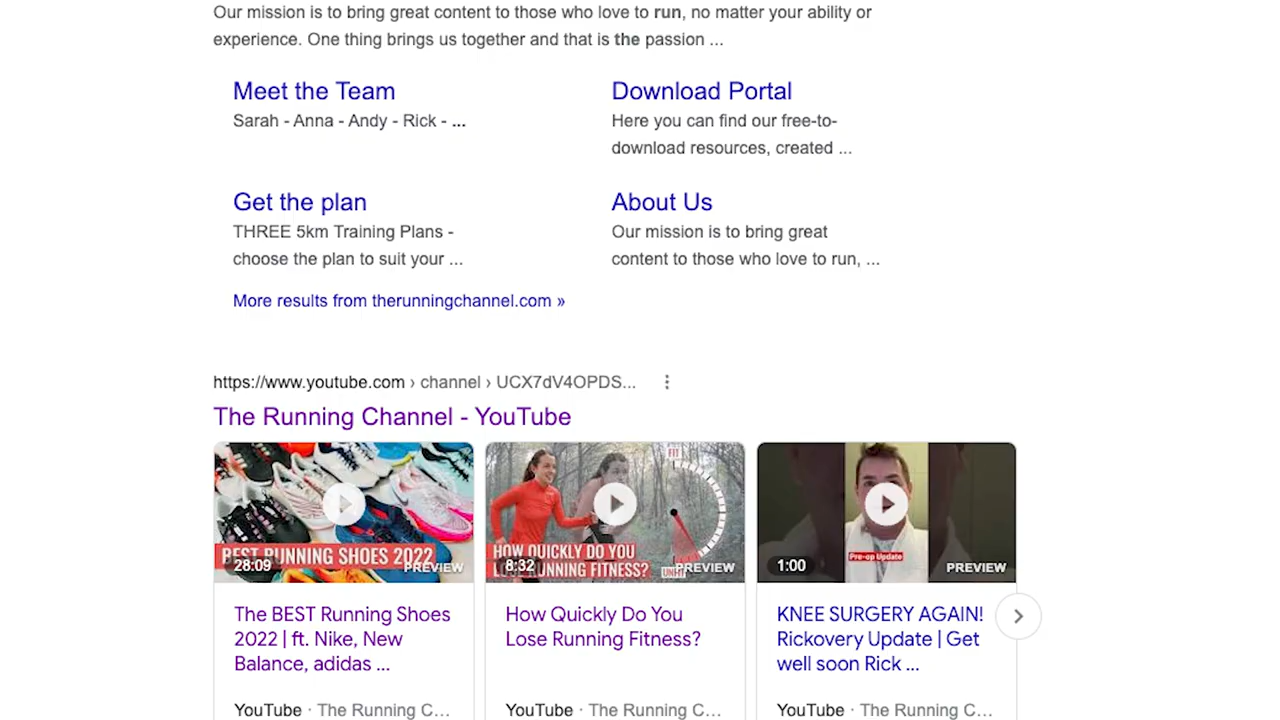 Our mission is to bring great content to those who love to run, no matter your ability or
experience. One thing brings us together and that is the passion ...
Meet the Team
Sarah - Anna - Andy - Rick - ...
Download Portal
Here you can find our free-to-
download resources, created ...
Get the plan
THREE 5km Training Plans -
choose the plan to suit your ...
About Us
Our mission is to bring great
content to those who love to run, ...
More results from therunningchannel.com »
https://www.youtube.com › channel › UCX7dV4OPDS...
The Running Channel - YouTube
BEST RUNNING SHOES 2022
28:09
PREVIEW
The BEST Running Shoes
2022 | ft. Nike, New
Balance, adidas ...
YouTube · The Running C...
FIT
HOW QUICKLY DO YOU
LOSE RUNNING FITNESS?
8:32
PREVIEW
How Quickly Do You
Lose Running Fitness?
YouTube · The Running C...
Pre-op Update
1:00
PREVIEW
KNEE SURGERY AGAIN!
Rickovery Update | Get
well soon Rick ...
YouTube · The Running C...